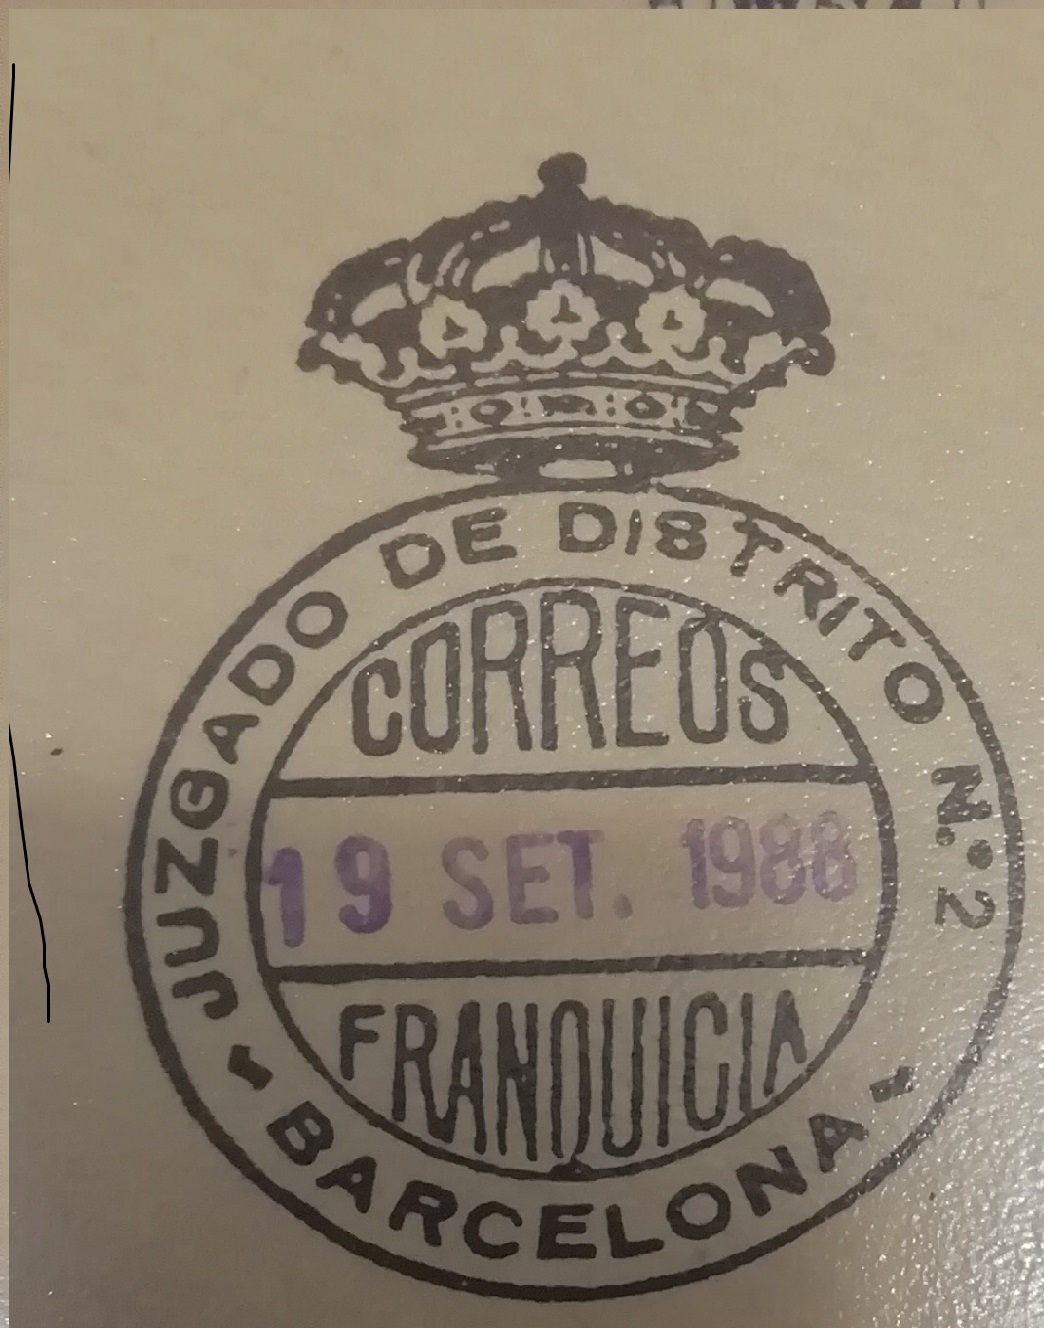 JUZGADO DE DISTRITO N.º 2
CORREOS
19 SET. 1988
FRANQUICIA
- BARCELONA -